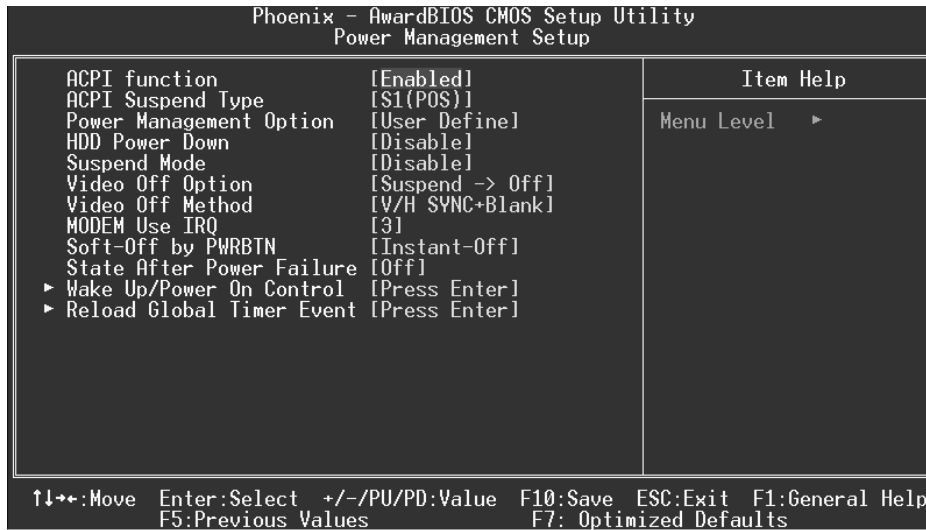 Phoenix - AwardBIOS CMOS Setup Utility
Power Management Setup
ACPI function [Enabled]
ACPI Suspend Type [S1(POS)]
Power Management Option [User Define]
HDD Power Down [Disable]
Suspend Mode [Disable]
Video Off Option [Suspend -> Off]
Video Off Method [V/H SYNC+Blank]
MODEM Use IRQ [3]
Soft-Off by PWRBTN [Instant-Off]
State After Power Failure [Off]
► Wake Up/Power On Control [Press Enter]
► Reload Global Timer Event [Press Enter]
Item Help
Menu Level ►
↑↓→←:Move Enter:Select +/-/PU/PD:Value F10:Save ESC:Exit F1:General Help
F5:Previous Values F7: Optimized Defaults